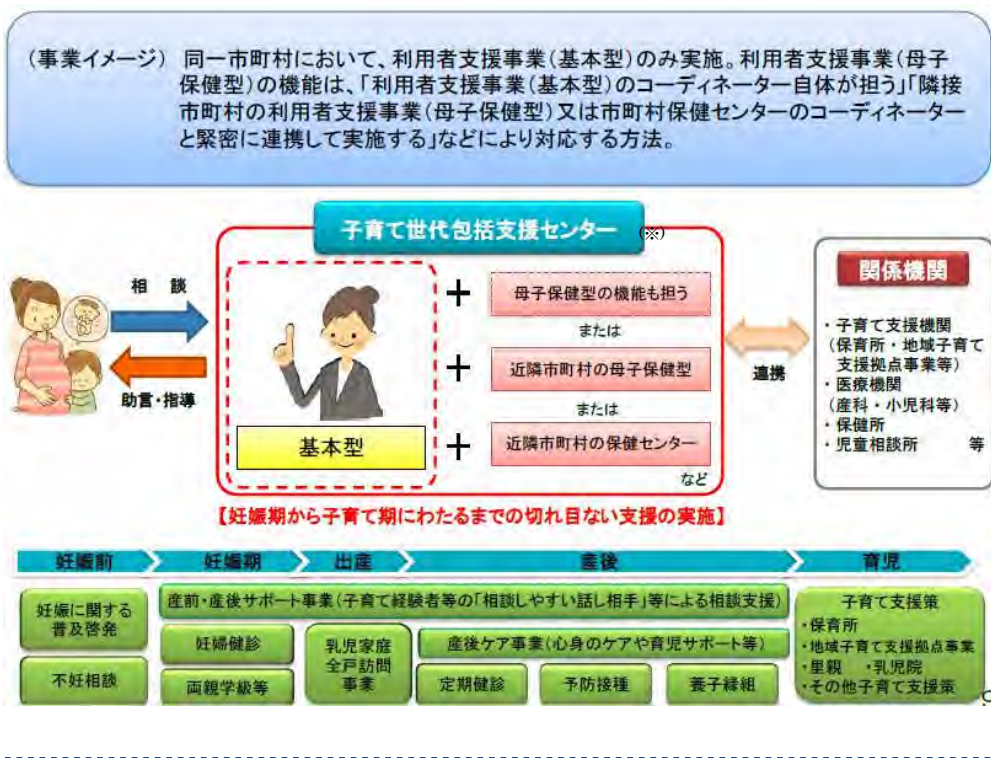 (事業イメージ) 同一市町村において、利用者支援事業(基本型)のみ実施。利用者支援事業(母子
保健型)の機能は、「利用者支援事業(基本型)のコーディネーター自体が担う」「隣接
市町村の利用者支援事業(母子保健型)又は市町村保健センターのコーディネーター
と緊密に連携して実施する」などにより対応する方法。
子育て世代包括支援センター (※)
相 談
助言・指導
基本型
+ 母子保健型の機能も担う
または
+ 近隣市町村の母子保健型
または
+ 近隣市町村の保健センター
など
連携
関係機関
・子育て支援機関
(保育所・地域子育て
支援拠点事業等)
・医療機関
(産科・小児科等)
・保健所
・児童相談所 等
【妊娠期から子育て期にわたるまでの切れ目ない支援の実施】
妊娠前 妊娠期 出産 産後 育児
妊娠に関する
普及啓発
不妊相談
産前・産後サポート事業(子育て経験者等の「相談しやすい話し相手」等による相談支援)
妊婦健診
両親学級等
乳児家庭
全戸訪問
事業
産後ケア事業(心身のケアや育児サポート等)
定期健診 予防接種 養子縁組
子育て支援策
・保育所
・地域子育て支援拠点事業
・里親 ・乳児院
・その他子育て支援策